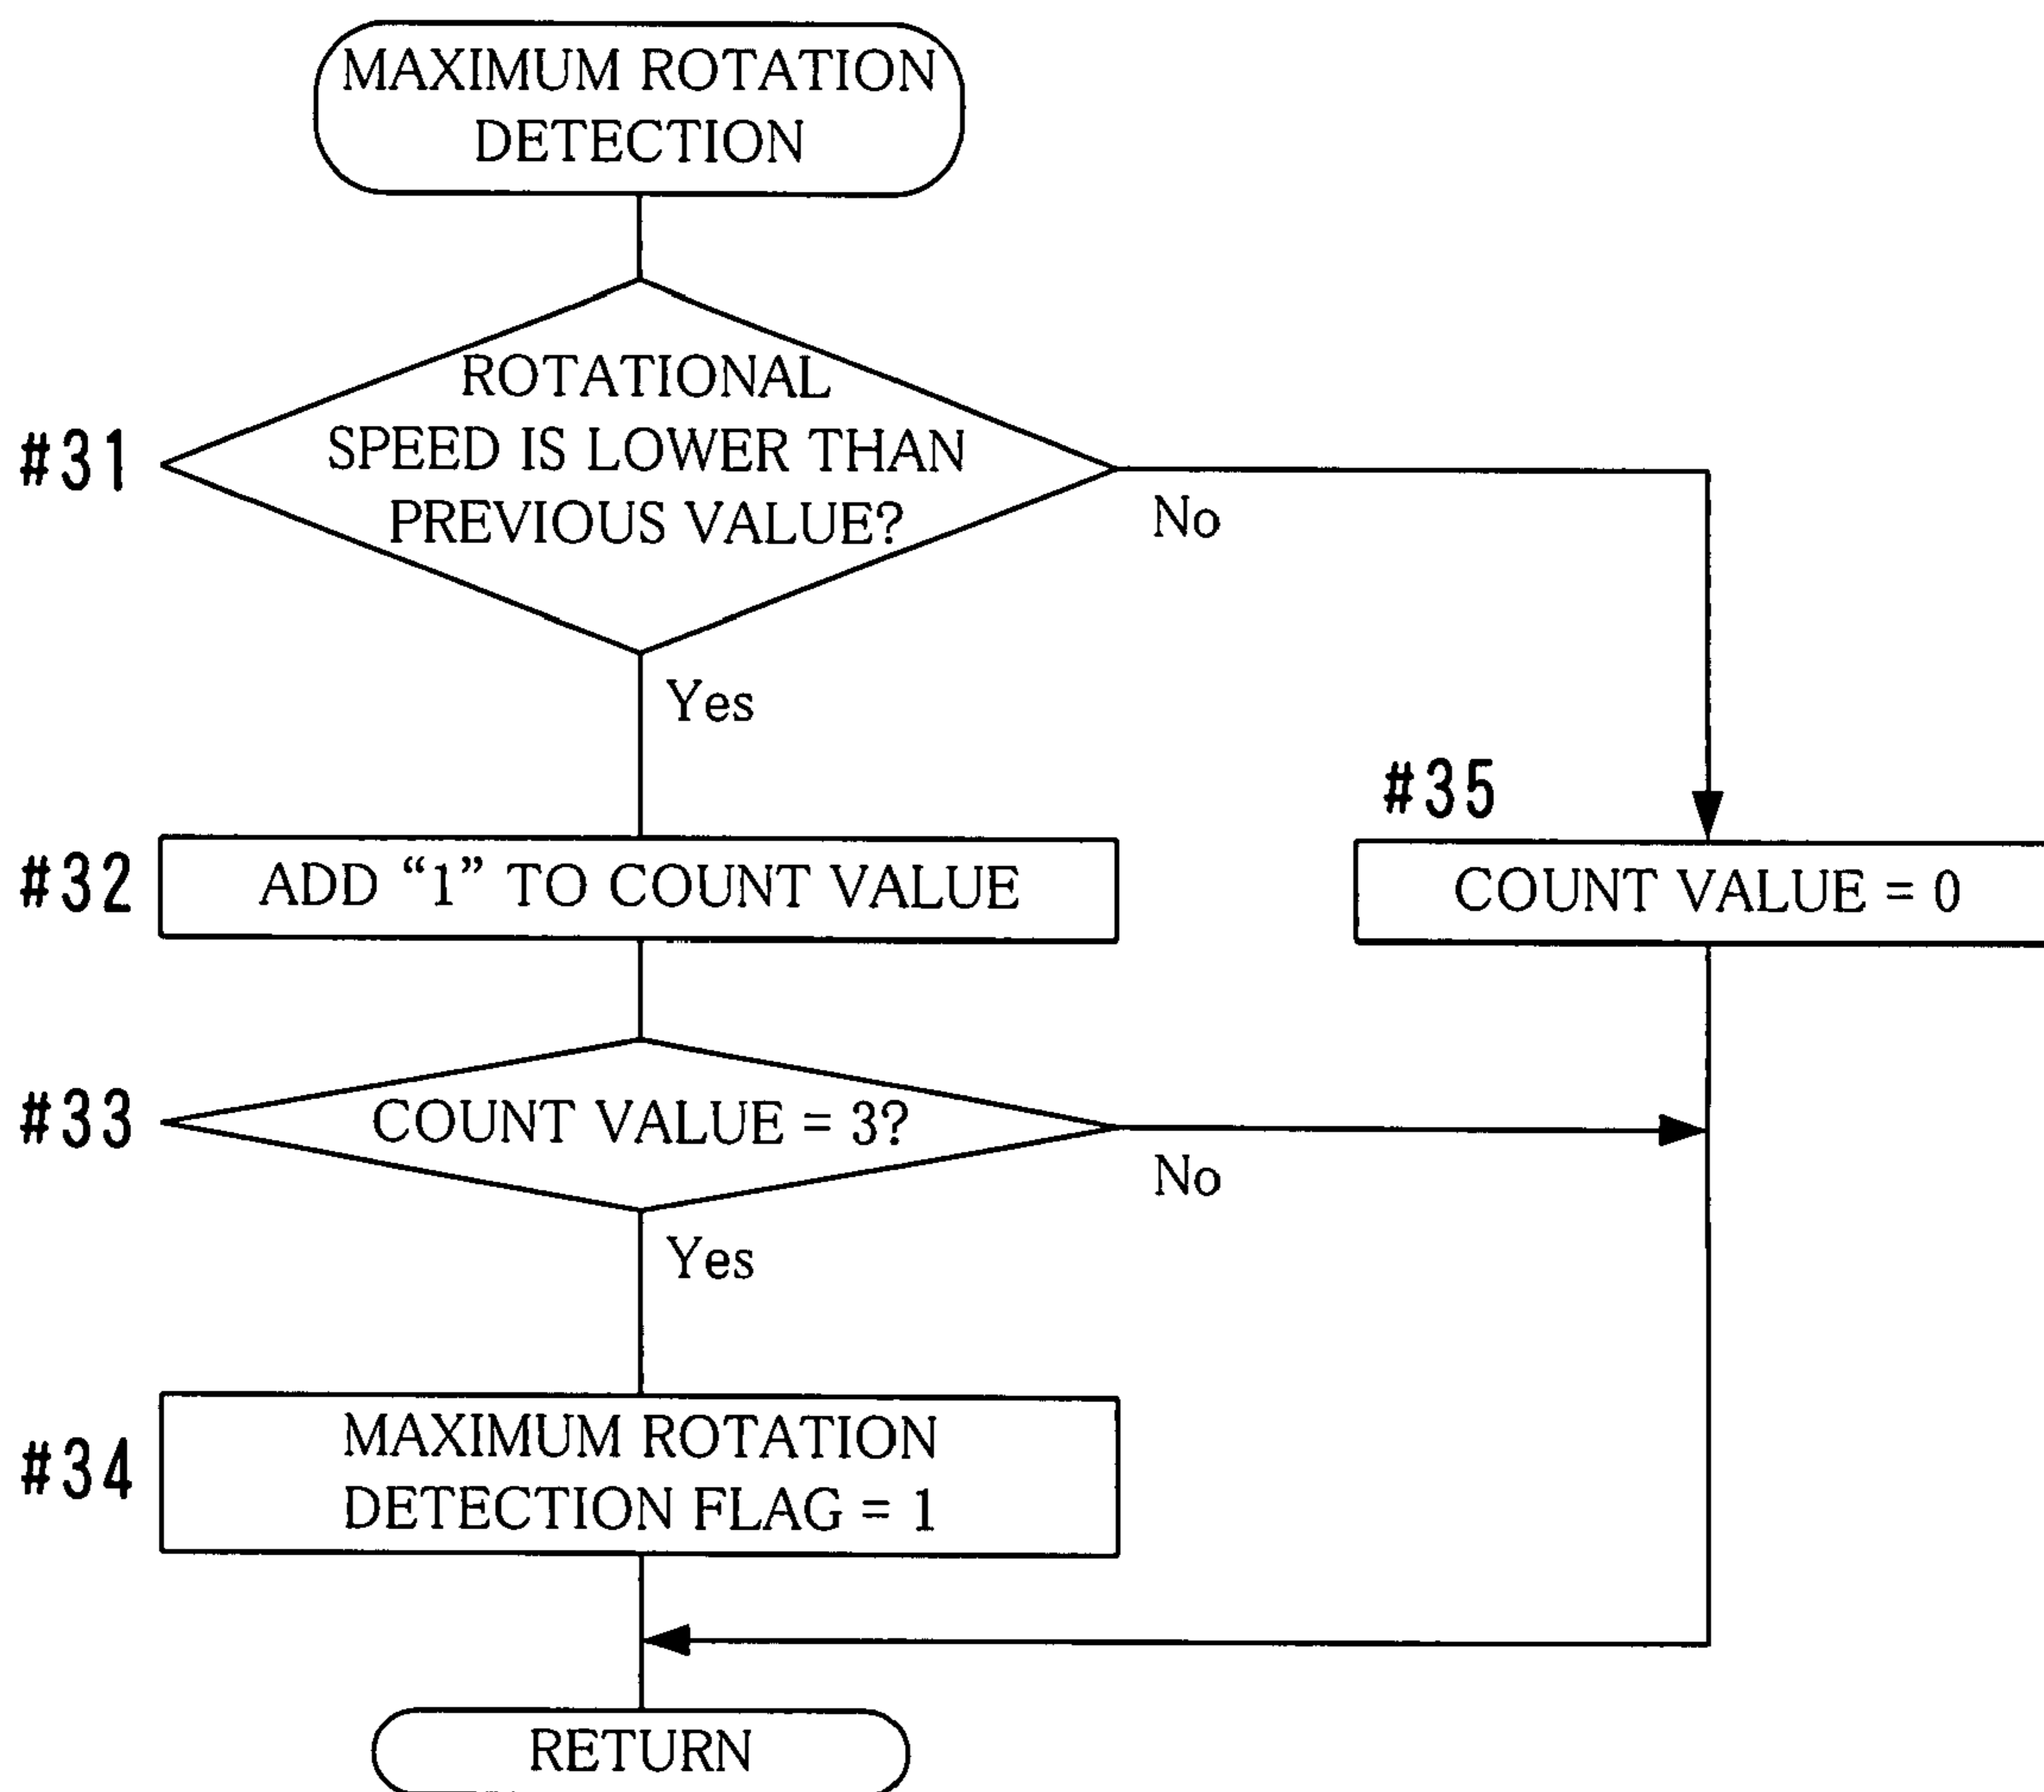 MAXIMUM ROTATION
DETECTION
#31
ROTATIONAL
SPEED IS LOWER THAN
PREVIOUS VALUE?
No
Yes
#32
ADD “1” TO COUNT VALUE
#35
COUNT VALUE = 0
#33
COUNT VALUE = 3?
No
Yes
#34
MAXIMUM ROTATION
DETECTION FLAG = 1
RETURN